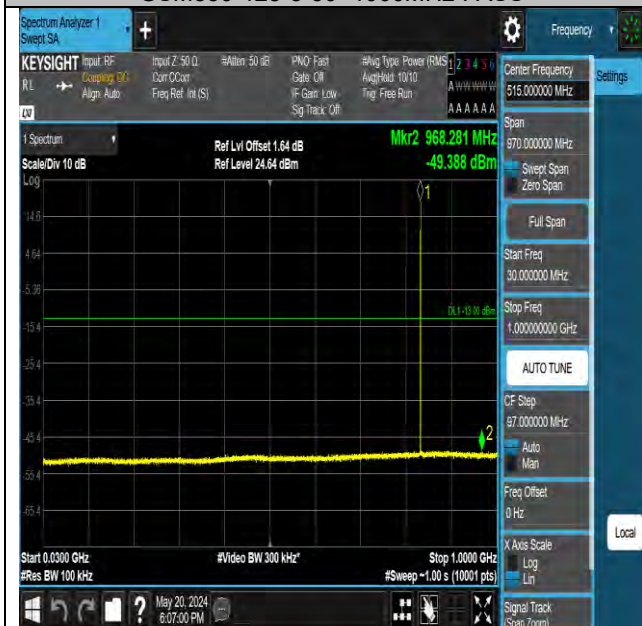 Spectrum Analyzer 1
Swept SA
+
Frequency
KEYSIGHT
RL
Input: RF
Coupling: DC
Align: Auto
Input Z: 50 Ω
Corr CCorr
Freq Ref: Int (S)
#Atten: 50 dB
PNO: Fast
Gate: Off
IF Gain: Low
Sig Track: Off
#Avg Type: Power (RMS
Avg|Hold: 10/10
Trig: Free Run
1 2 3 4 5 6
A W W W W W
A A A A A A
Center Frequency
515.000000 MHz
Settings
1 Spectrum
Scale/Div 10 dB
Ref Lvl Offset 1.64 dB
Ref Level 24.64 dBm
Mkr2 968.281 MHz
-49.388 dBm
Span
970.000000 MHz
Swept Span
Zero Span
Log
1
14.6
4.64
-5.36
-15.4
-25.4
-35.4
-45.4
-55.4
-65.4
DL1 -13.00 dBm
2
Full Span
Start Freq
30.000000 MHz
Stop Freq
1.000000000 GHz
AUTO TUNE
CF Step
97.000000 MHz
Auto
Man
Freq Offset
0 Hz
X Axis Scale
Log
Lin
Local
Start 0.0300 GHz
#Res BW 100 kHz
#Video BW 300 kHz*
Stop 1.0000 GHz
#Sweep ~1.00 s (10001 pts)
?
May 20, 2024
6:07:00 PM
Signal Track
(Span Zoom)